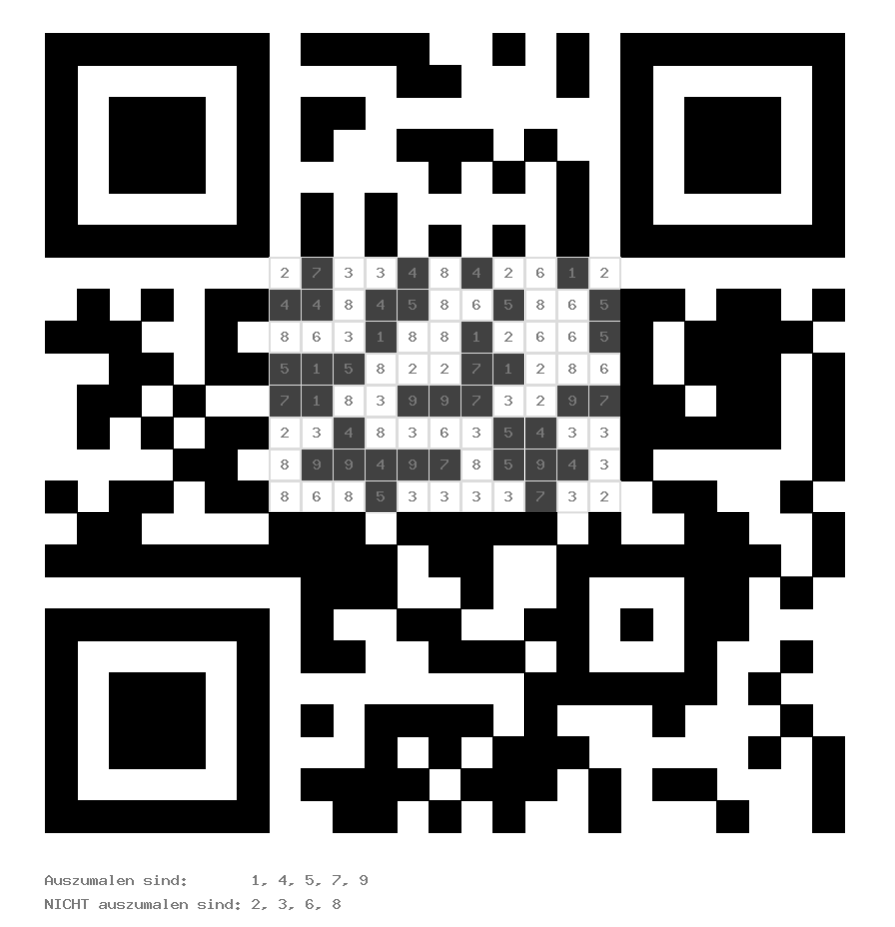 2 7 3 3 4 8 4 2 6 1 2
4 4 8 4 5 8 6 5 8 6 5
8 6 3 1 8 8 1 2 6 6 5
5 1 5 8 2 2 7 1 2 8 6
7 1 8 3 9 9 7 3 2 9 7
2 3 4 8 3 6 3 5 4 3 3
8 9 9 4 9 7 8 5 9 4 3
8 6 8 5 3 3 3 3 7 3 2
Auszumalen sind: 1, 4, 5, 7, 9
NICHT auszumalen sind: 2, 3, 6, 8